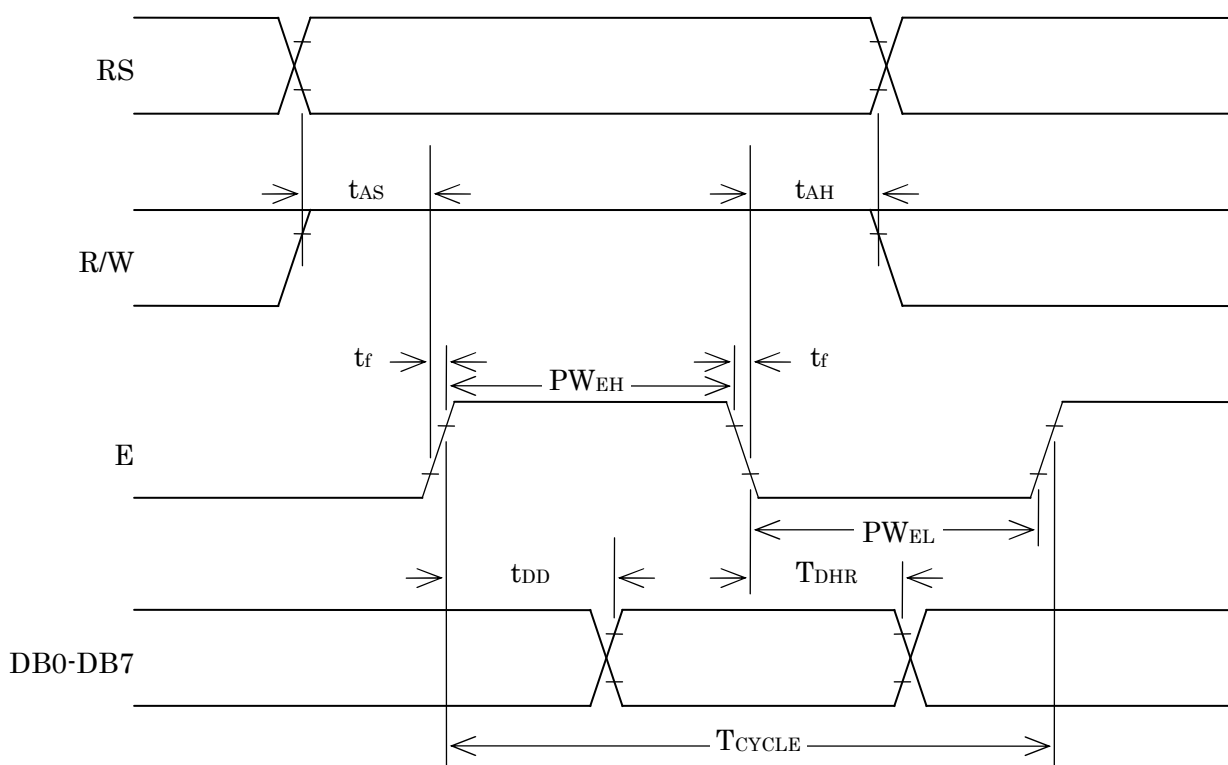 RS
tAS
tAH
R/W
tf
PWEH
tf
E
PWEL
tDD
TDHR
DB0-DB7
TCYCLE